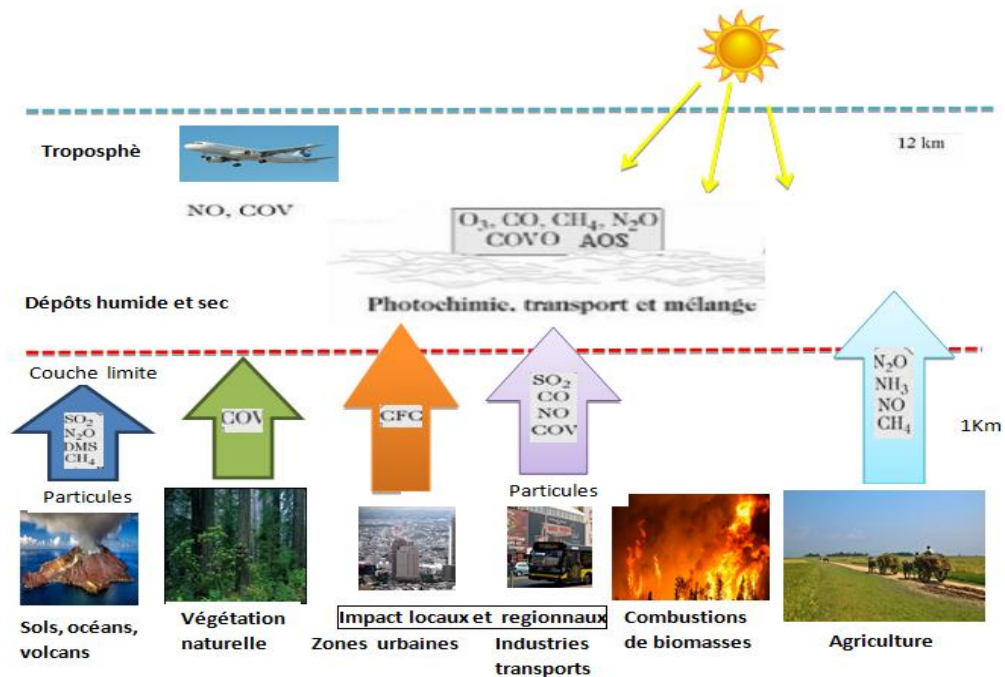 Troposphè
12 km
NO, COV
O₃, CO, CH₄, N₂O
COVO AOS
Dépôts humide et sec
Photochimie. transport et mélange
Couche limite
SO₂
N₂O
DMS
CH₄
COV
CFC
SO₂
CO
NO
COV
N₂O
NH₃
NO
CH₄
1Km
Particules
Particules
Sols, océans,
volcans
Végétation
naturelle
Impact locaux et regionnaux
Zones urbaines
Industries
transports
Combustions
de biomasses
Agriculture